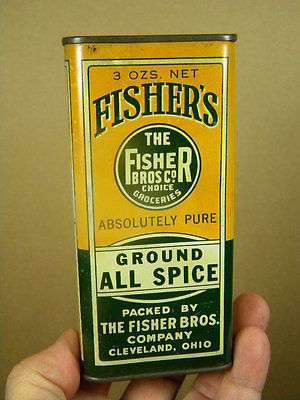 3 OZS. NET
FISHER'S
THE
FISHER
BROS CO.
CHOICE
GROCERIES
ABSOLUTELY PURE
GROUND
ALL SPICE
PACKED BY
THE FISHER BROS.
COMPANY
CLEVELAND, OHIO